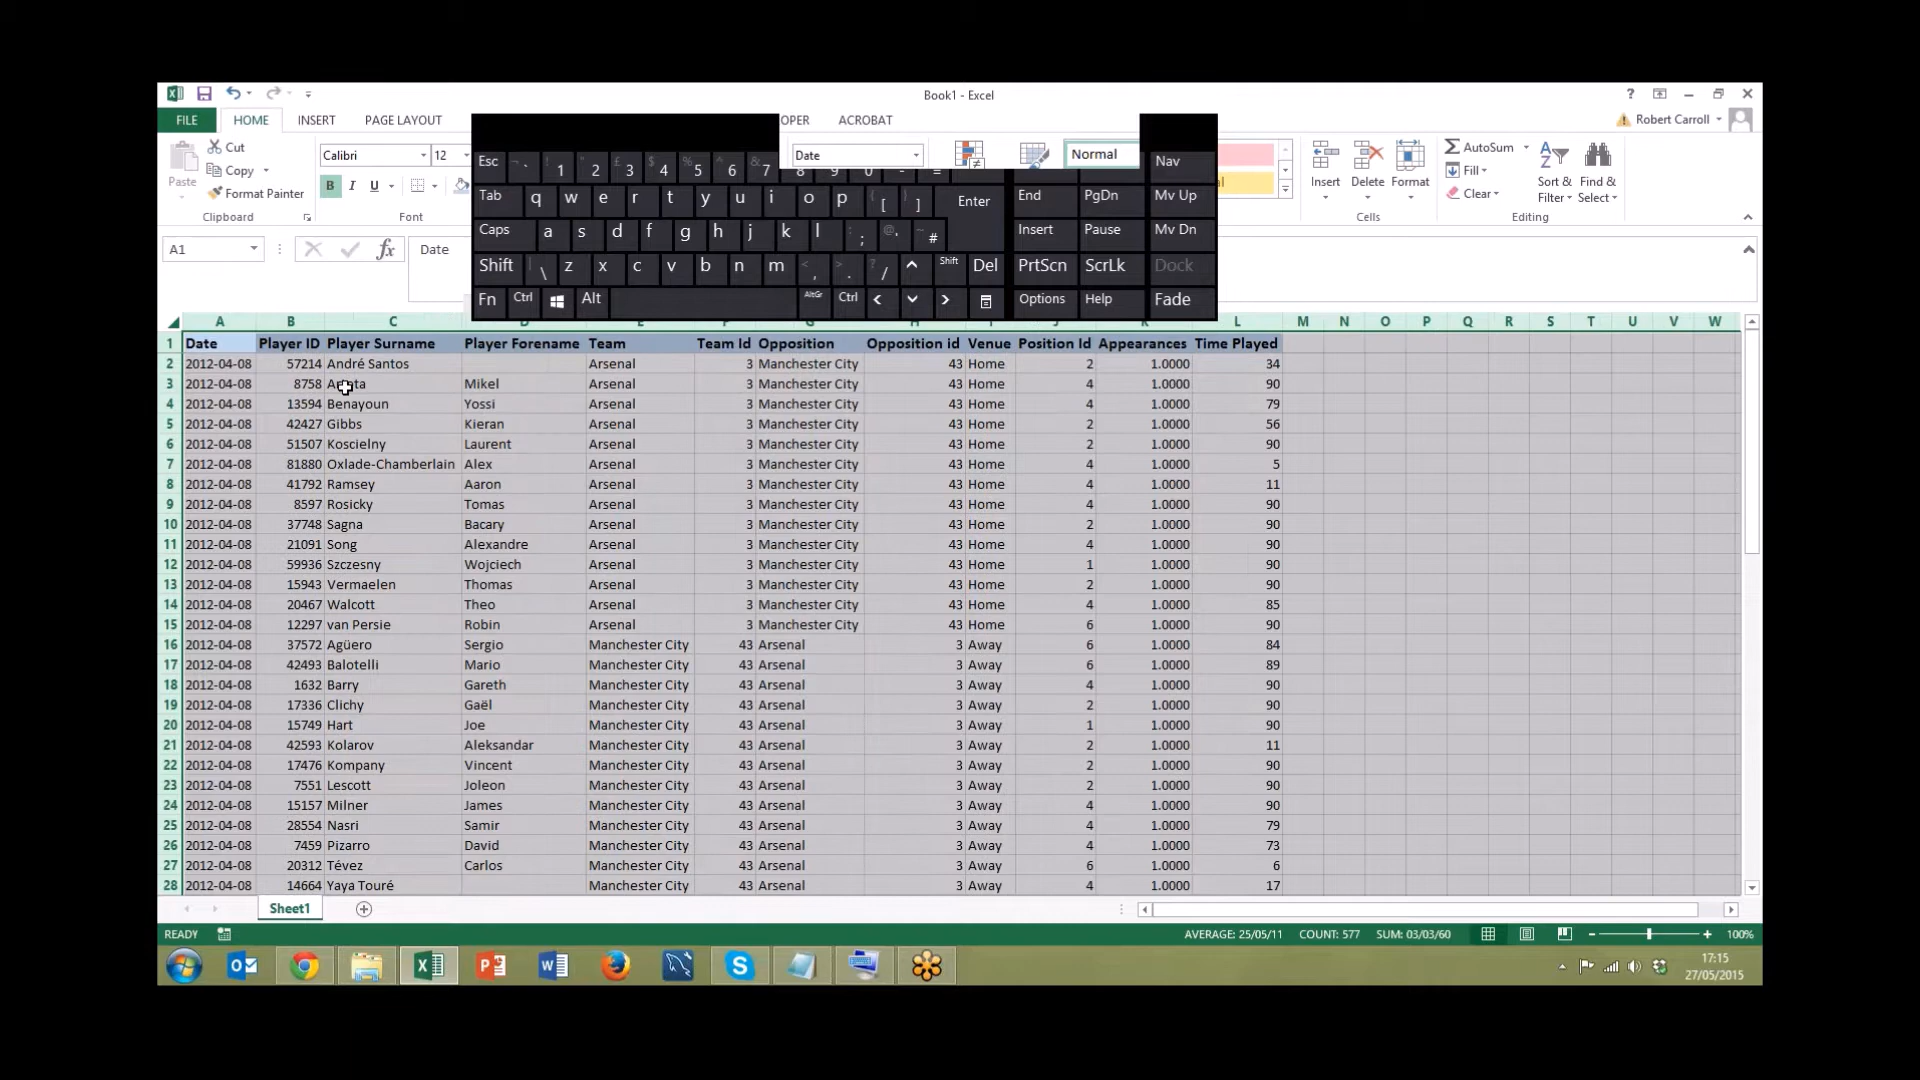 Book1 - Excel
?
FILE HOME INSERT PAGE LAYOUT OPER ACROBAT Robert Carroll
Paste Cut Copy Format Painter
Clipboard
Calibri 12
B I U
Font
Date
Normal
Insert Delete Format
Cells
AutoSum Fill Clear
Sort & Filter Find & Select
Editing
A1 fx Date
Esc ` 1 2 3 4 5 6 7 8 9 0 - = Nav
Tab q w e r t y u i o p [ ] Enter End PgDn Mv Up
Caps a s d f g h j k l ; ' # Insert Pause Mv Dn
Shift \ z x c v b n m , . / ^ Shift Del PrtScn ScrLk Dock
Fn Ctrl Alt AltGr Ctrl < > Options Help Fade
A B C D E F G H I J K L M N O P Q R S T U V W
1 Date Player ID Player Surname Player Forename Team Team Id Opposition Opposition id Venue Position Id Appearances Time Played
2 2012-04-08 57214 André Santos Arsenal 3 Manchester City 43 Home 2 1.0000 34
3 2012-04-08 8758 Mikel Arsenal 3 Manchester City 43 Home 4 1.0000 90
4 2012-04-08 13594 Benayoun Yossi Arsenal 3 Manchester City 43 Home 4 1.0000 79
5 2012-04-08 42427 Gibbs Kieran Arsenal 3 Manchester City 43 Home 2 1.0000 56
6 2012-04-08 51507 Koscielny Laurent Arsenal 3 Manchester City 43 Home 2 1.0000 90
7 2012-04-08 81880 Oxlade-Chamberlain Alex Arsenal 3 Manchester City 43 Home 4 1.0000 5
8 2012-04-08 41792 Ramsey Aaron Arsenal 3 Manchester City 43 Home 4 1.0000 11
9 2012-04-08 8597 Rosicky Tomas Arsenal 3 Manchester City 43 Home 4 1.0000 90
10 2012-04-08 37748 Sagna Bacary Arsenal 3 Manchester City 43 Home 2 1.0000 90
11 2012-04-08 21091 Song Alexandre Arsenal 3 Manchester City 43 Home 4 1.0000 90
12 2012-04-08 59936 Szczesny Wojciech Arsenal 3 Manchester City 43 Home 1 1.0000 90
13 2012-04-08 15943 Vermaelen Thomas Arsenal 3 Manchester City 43 Home 2 1.0000 90
14 2012-04-08 20467 Walcott Theo Arsenal 3 Manchester City 43 Home 4 1.0000 85
15 2012-04-08 12297 van Persie Robin Arsenal 3 Manchester City 43 Home 6 1.0000 90
16 2012-04-08 37572 Agüero Sergio Manchester City 43 Arsenal 3 Away 6 1.0000 84
17 2012-04-08 42493 Balotelli Mario Manchester City 43 Arsenal 3 Away 6 1.0000 89
18 2012-04-08 1632 Barry Gareth Manchester City 43 Arsenal 3 Away 4 1.0000 90
19 2012-04-08 17336 Clichy Gaël Manchester City 43 Arsenal 3 Away 2 1.0000 90
20 2012-04-08 15749 Hart Joe Manchester City 43 Arsenal 3 Away 1 1.0000 90
21 2012-04-08 42593 Kolarov Aleksandar Manchester City 43 Arsenal 3 Away 2 1.0000 11
22 2012-04-08 17476 Kompany Vincent Manchester City 43 Arsenal 3 Away 2 1.0000 90
23 2012-04-08 7551 Lescott Joleon Manchester City 43 Arsenal 3 Away 2 1.0000 90
24 2012-04-08 15157 Milner James Manchester City 43 Arsenal 3 Away 4 1.0000 90
25 2012-04-08 28554 Nasri Samir Manchester City 43 Arsenal 3 Away 4 1.0000 79
26 2012-04-08 7459 Pizarro David Manchester City 43 Arsenal 3 Away 4 1.0000 73
27 2012-04-08 20312 Tévez Carlos Manchester City 43 Arsenal 3 Away 6 1.0000 6
28 2012-04-08 14664 Yaya Touré Manchester City 43 Arsenal 3 Away 4 1.0000 17
Sheet1
READY AVERAGE: 25/05/11 COUNT: 577 SUM: 03/03/60 100%
17:15
27/05/2015